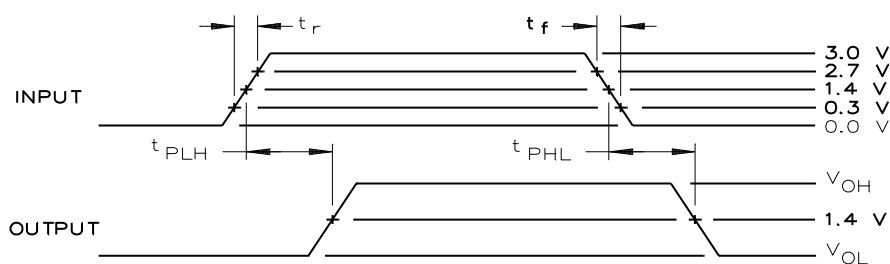 t r
t f
3.0 V
2.7 V
1.4 V
0.3 V
0.0 V
INPUT
t PLH
t PHL
V OH
1.4 V
V OL
OUTPUT